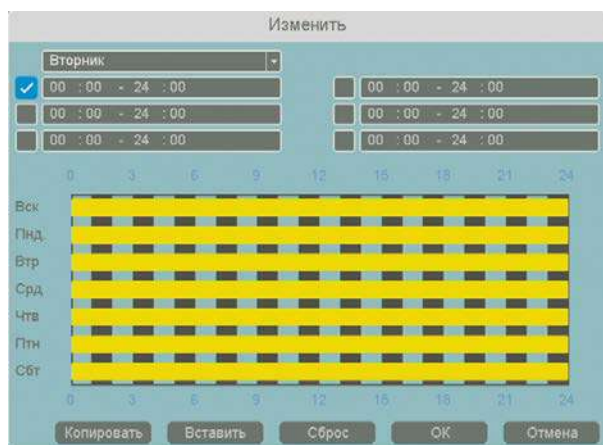 Изменить
Вторник
00 :00 - 24 :00 00 :00 - 24 :00
00 :00 - 24 :00 00 :00 - 24 :00
00 :00 - 24 :00 00 :00 - 24 :00
0 3 6 9 12 15 18 21 24
Вск
Пнд
Втр
Срд
Чтв
Птн
Сбт
0 3 6 9 12 15 18 21 24
Копировать Вставить Сброс OK Отмена